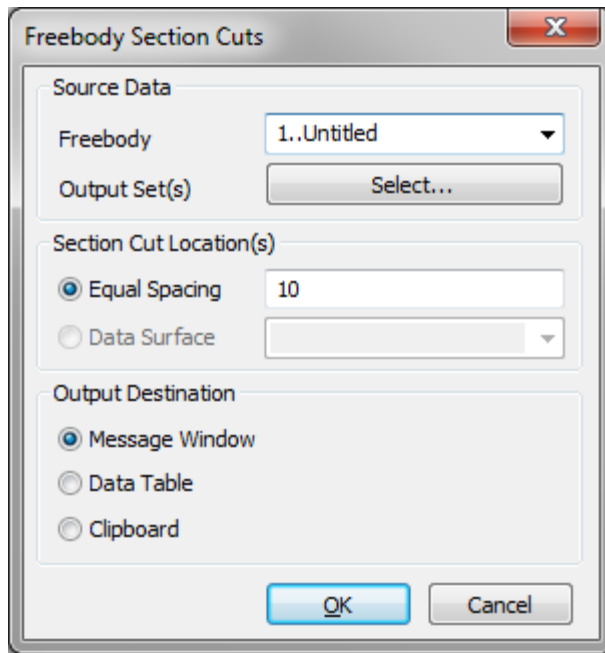 Freebody Section Cuts
Source Data
Freebody 1..Untitled
Output Set(s) Select...
Section Cut Location(s)
Equal Spacing 10
Data Surface
Output Destination
Message Window
Data Table
Clipboard
OK Cancel